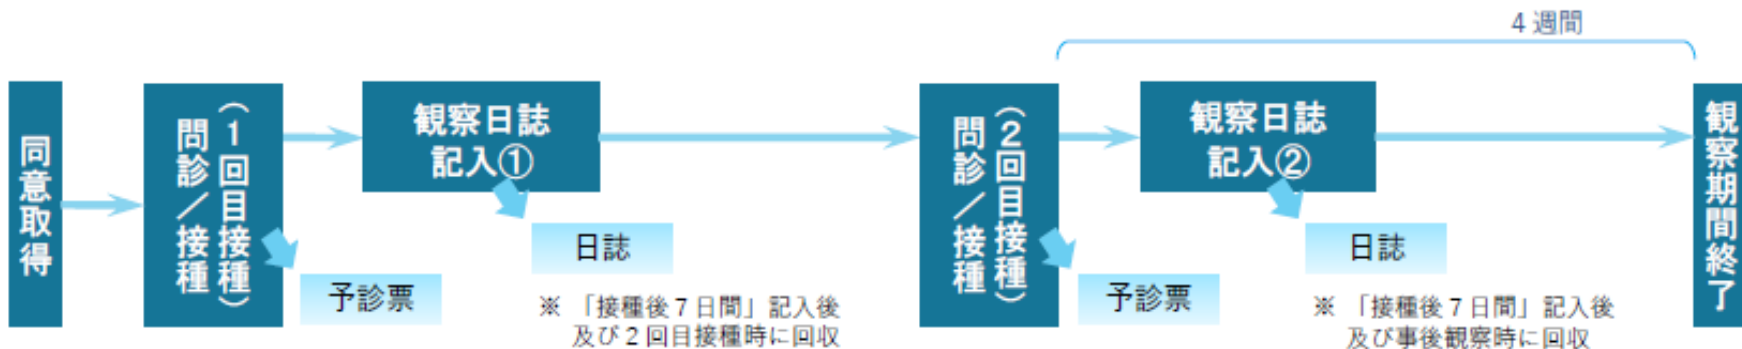 4 週間
同意取得
問診／接種
（1回目接種）
観察日誌
記入①
予診票
日誌
※ 「接種後 7 日間」記入後
及び 2 回目接種時に回収
問診／接種
（2回目接種）
観察日誌
記入②
予診票
日誌
※ 「接種後 7 日間」記入後
及び事後観察時に回収
観察期間終了